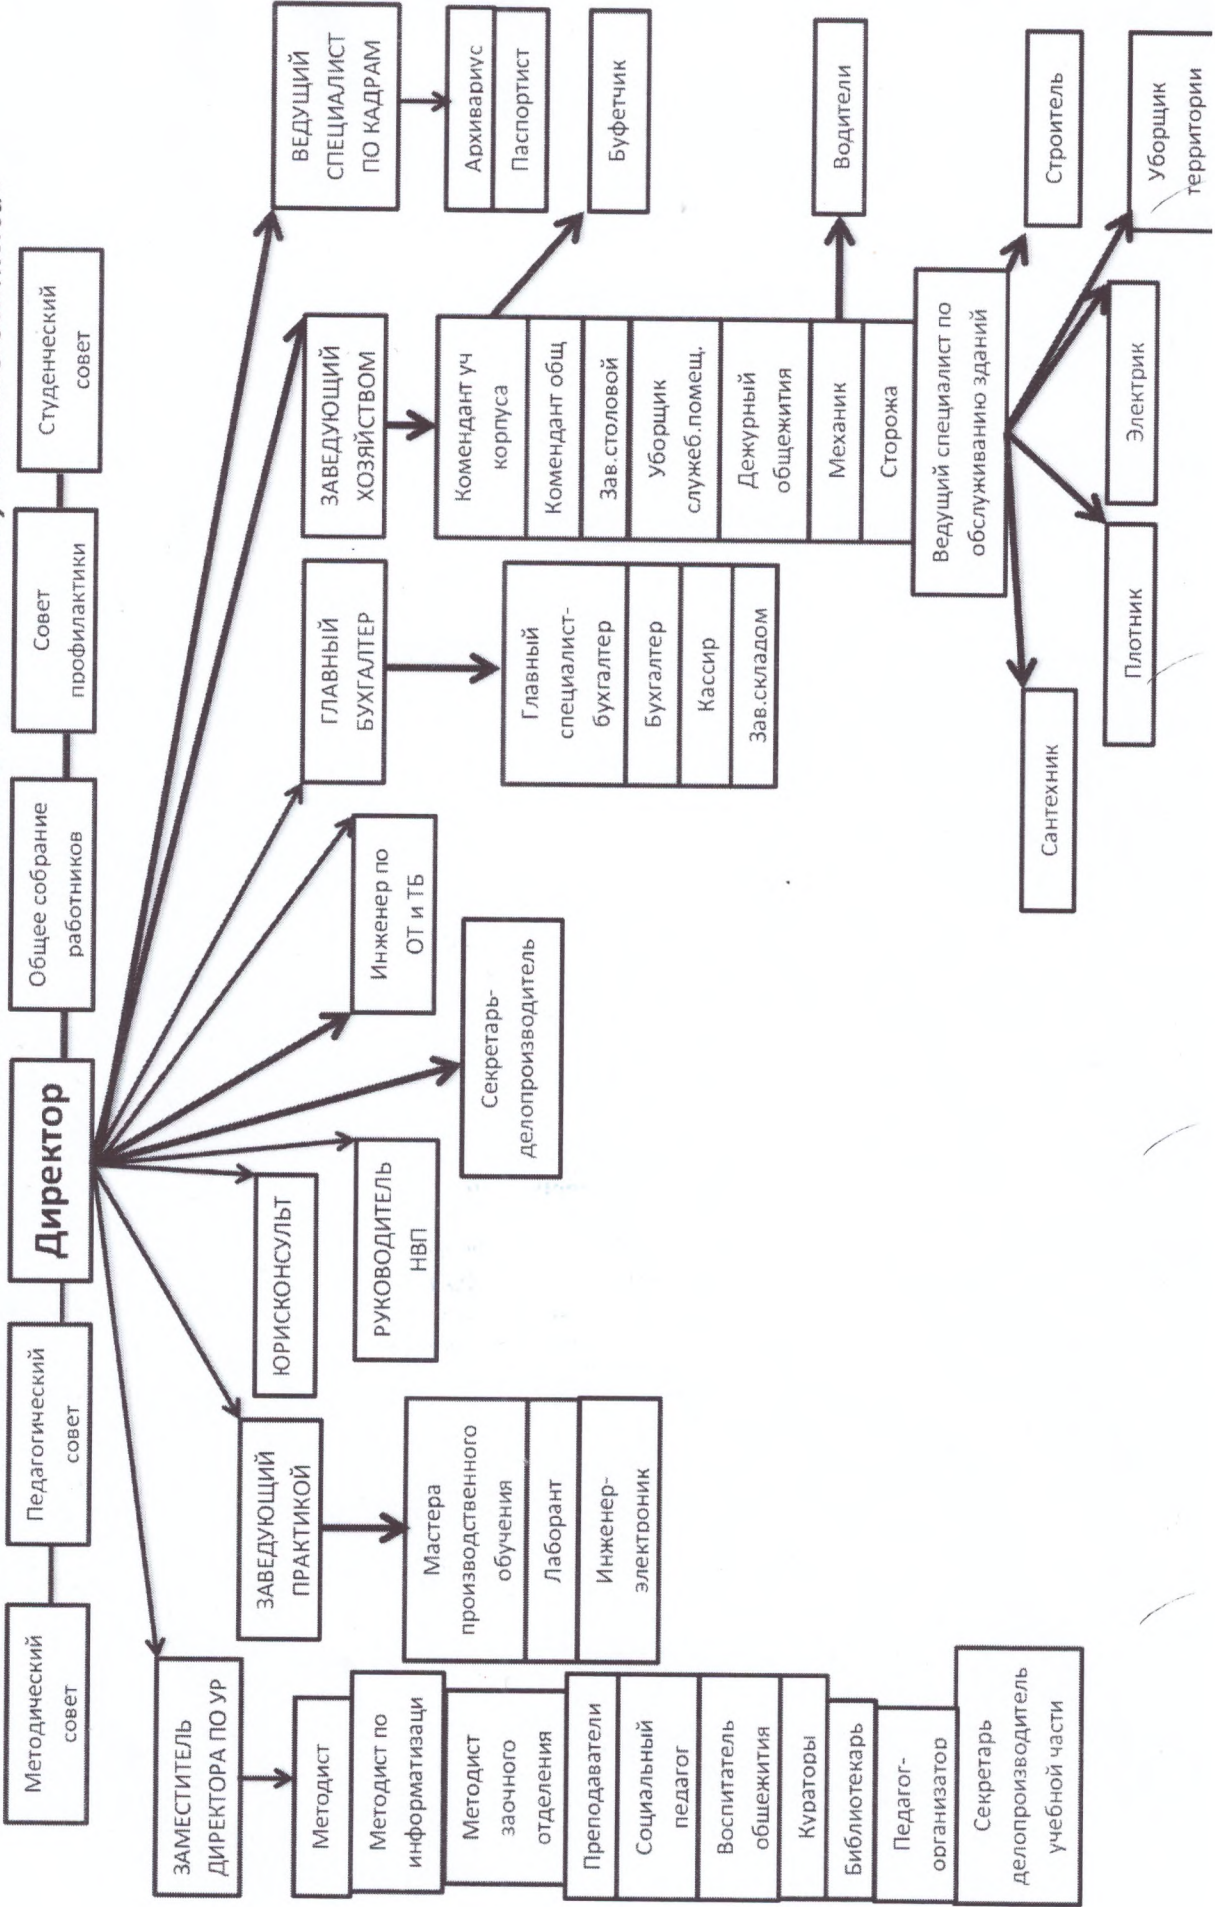 Методический
совет
Педагогический
совет
Директор
Общее собрание
работников
Совет
профилактики
Студенческий
совет
ЗАМЕСТИТЕЛЬ
ДИРЕКТОРА ПО УР
Методист
Методист по
информатизаци
Методист
заочного
отделения
Преподаватели
Социальный
педагог
Воспитатель
общежития
Кураторы
Библиотекарь
Педагог-
организатор
Секретарь
делопроизводитель
учебной части
ЗАВЕДУЮЩИЙ
ПРАКТИКОЙ
Мастера
производственного
обучения
Лаборант
Инженер-
электроник
ЮРИСКОНСУЛЬТ
РУКОВОДИТЕЛЬ
НВП
Секретарь-
делопроизводитель
Инженер по
ОТ и ТБ
ГЛАВНЫЙ
БУХГАЛТЕР
Главный
специалист-
бухгалтер
Бухгалтер
Кассир
Зав.складом
ЗАВЕДУЮЩИЙ
ХОЗЯЙСТВОМ
Комендант уч
корпуса
Комендант общ
Зав.столовой
Уборщик
служеб.помещ.
Дежурный
общежития
Механик
Сторожа
Ведущий специалист по
обслуживанию зданий
ВЕДУЩИЙ
СПЕЦИАЛИСТ
ПО КАДРАМ
Архивариус
Паспортист
Буфетчик
Водители
Сантехник
Плотник
Электрик
Строитель
Уборщик
территории